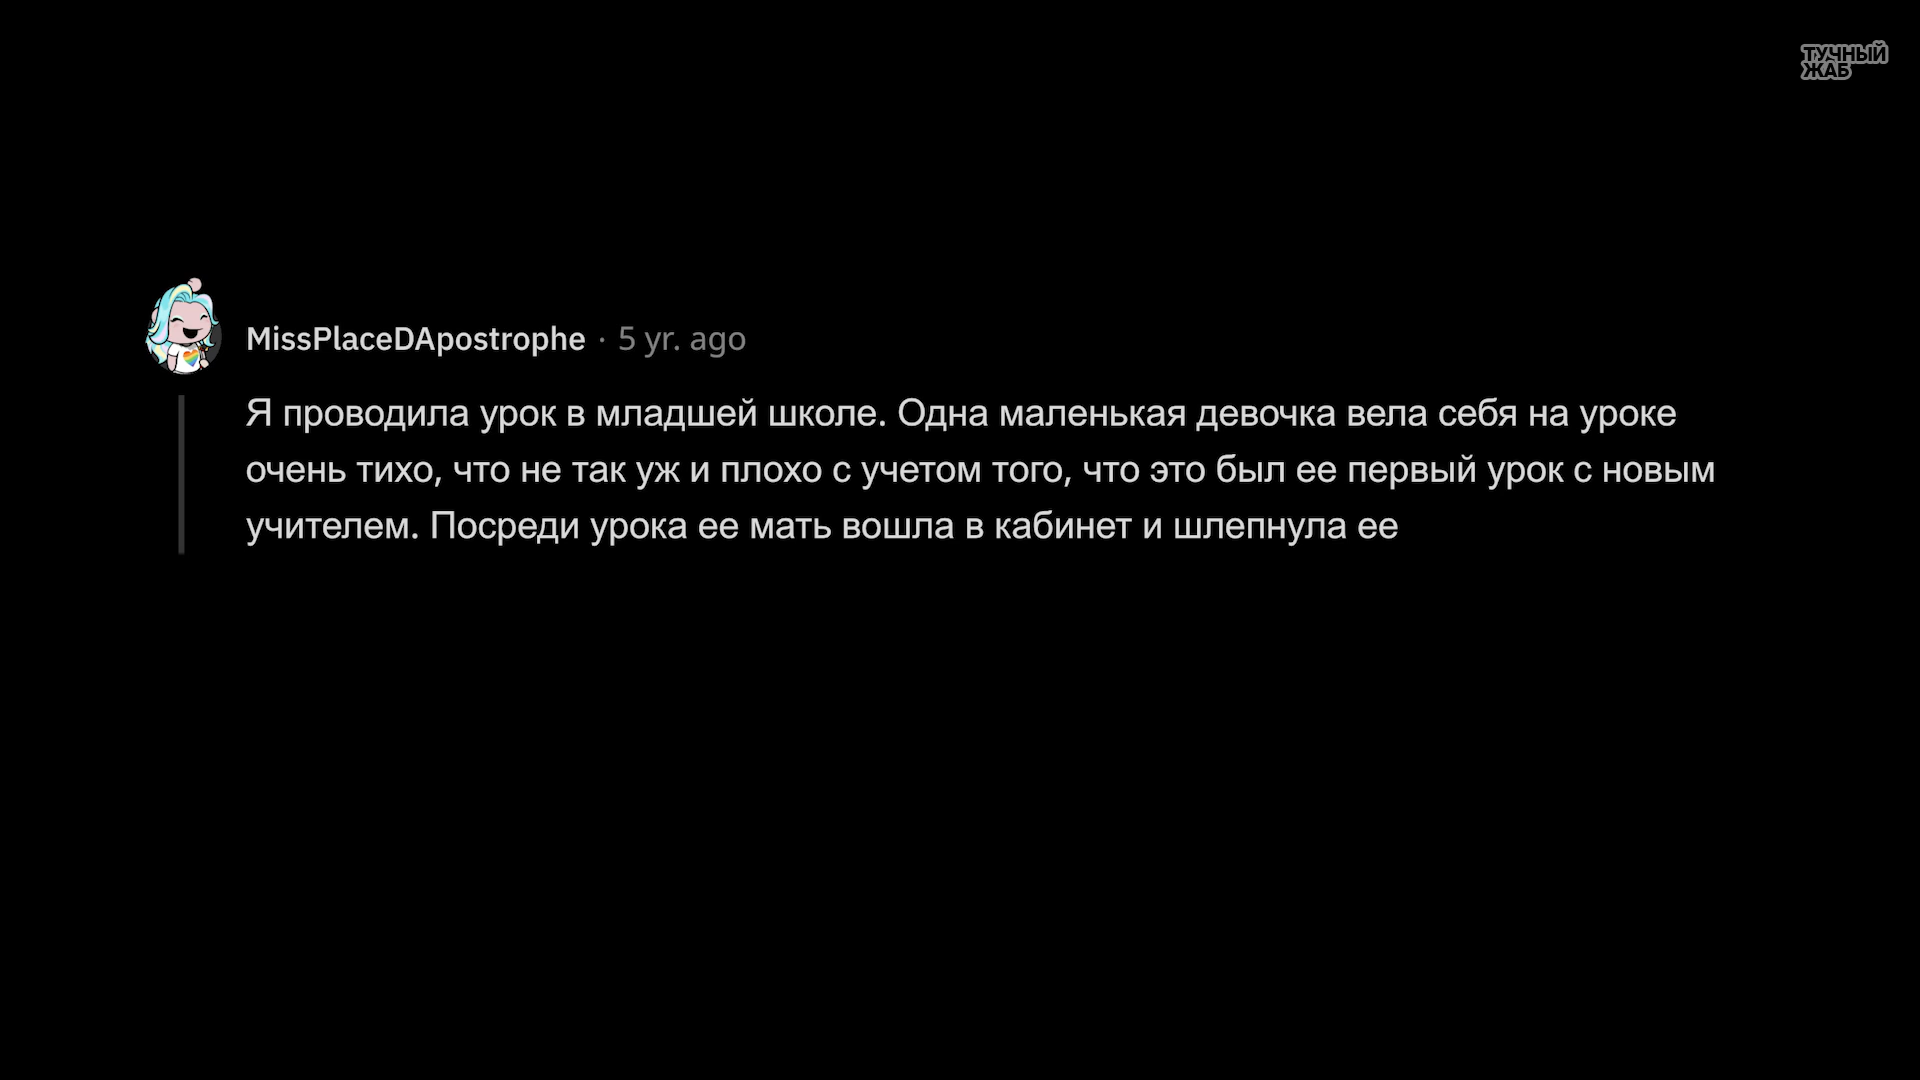 ТУЧНЫЙ
ЖАБ
MissPlaceDApostrophe · 5 yr. ago
Я проводила урок в младшей школе. Одна маленькая девочка вела себя на уроке
очень тихо, что не так уж и плохо с учетом того, что это был ее первый урок с новым
учителем. Посреди урока ее мать вошла в кабинет и шлепнула ее